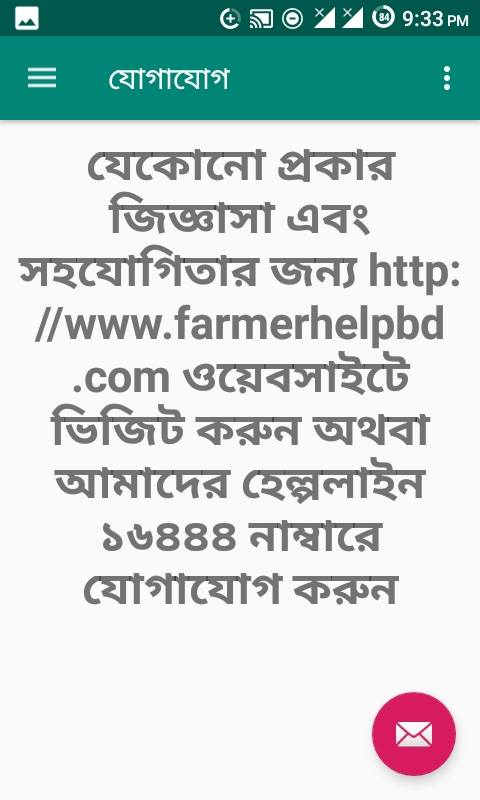 84 9:33 PM
যোগাযোগ
যেকোনো প্রকার
জিজ্ঞাসা এবং
সহযোগিতার জন্য http:
//www.farmerhelpbd
.com ওয়েবসাইটে
ভিজিট করুন অথবা
আমাদের হেল্পলাইন
১৬৪৪৪ নাম্বারে
যোগাযোগ করুন